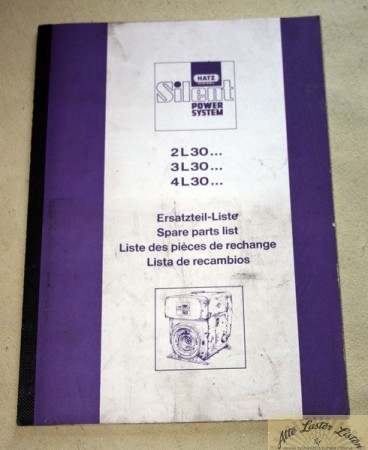 HATZ
Silent
POWER
SYSTEM
2L30...
3L30...
4L30...
Ersatzteil-Liste
Spare parts list
Liste des pièces de rechange
Lista de recambios
Alte Laster Listen